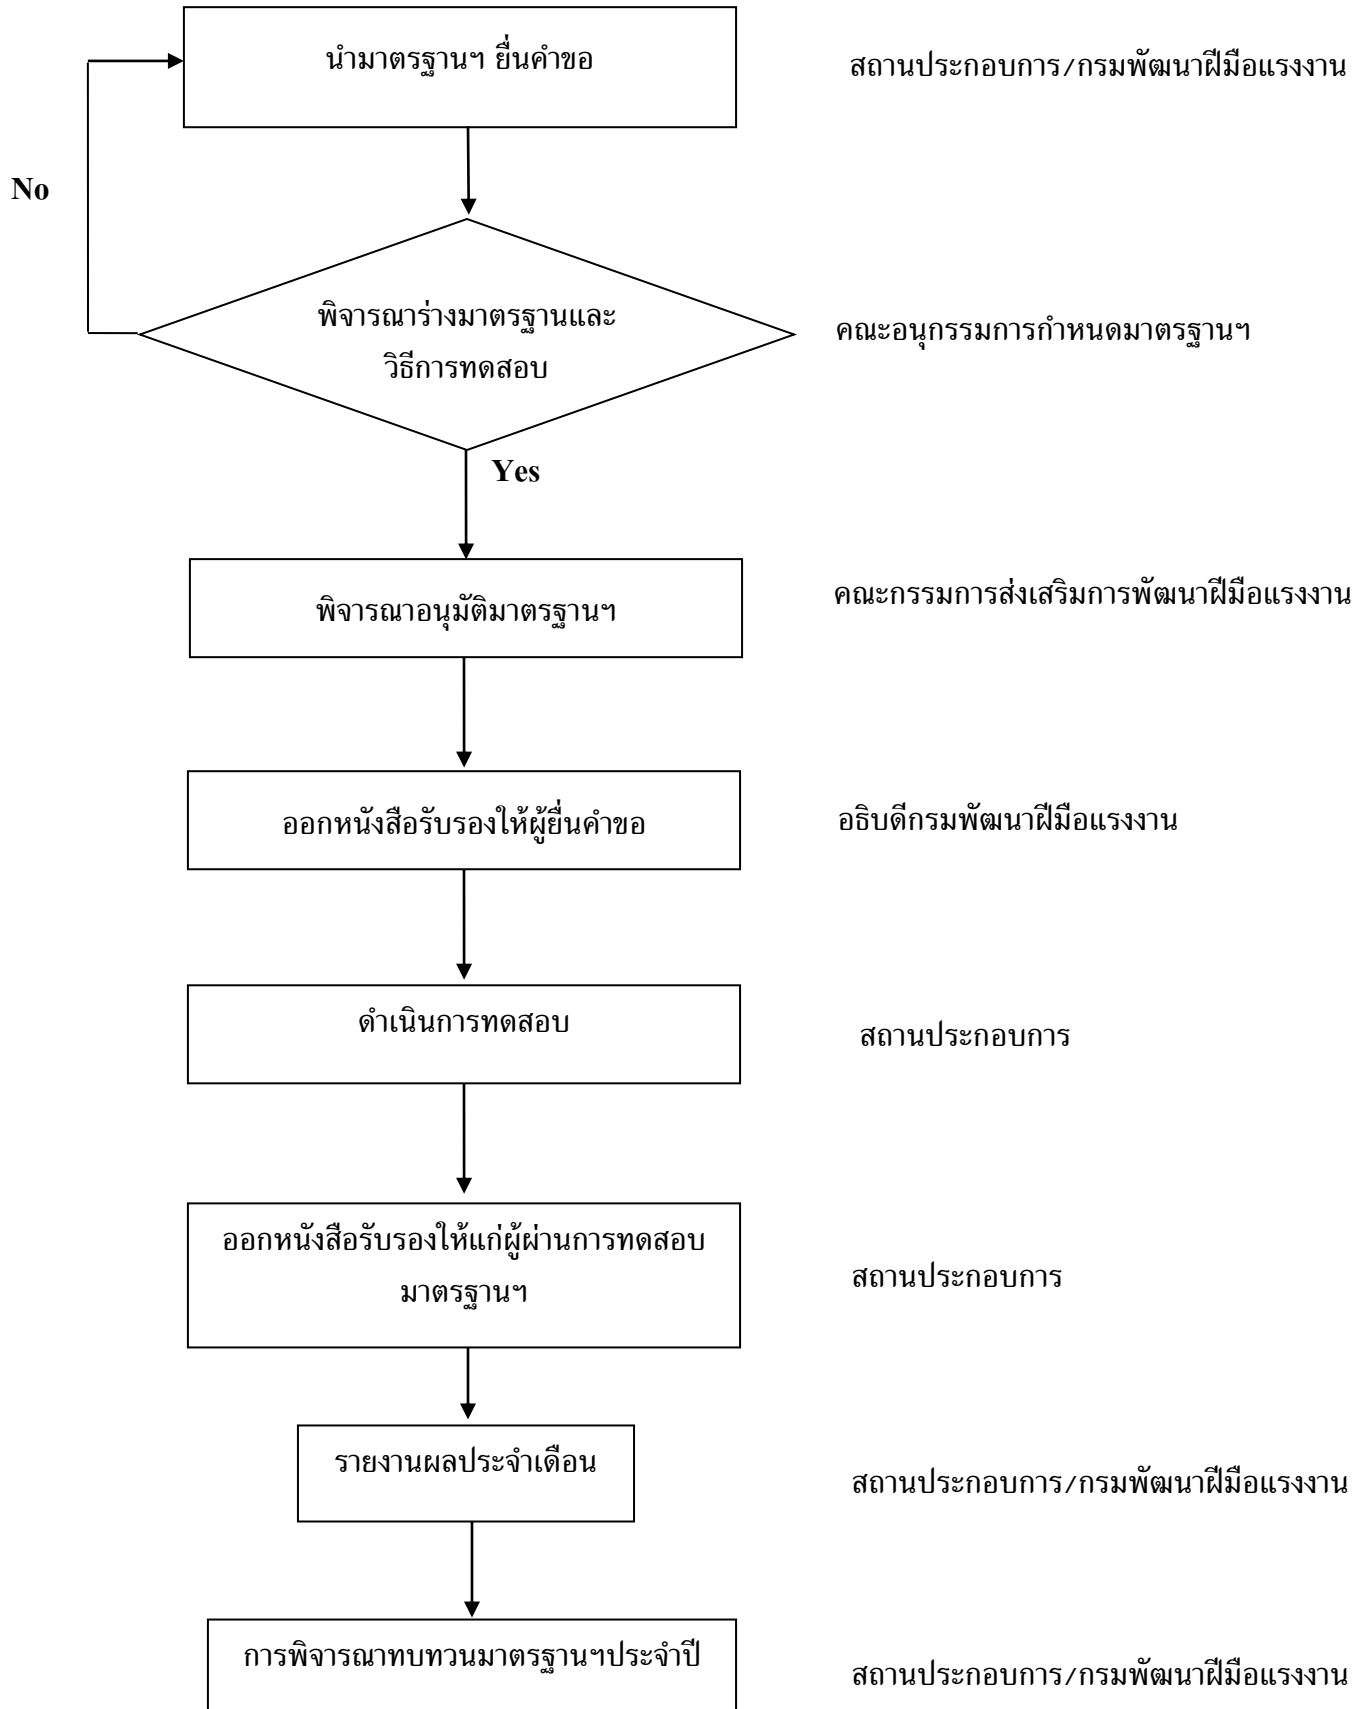 นำมาตรฐานฯ ยื่นคำขอ
สถานประกอบการ/กรมพัฒนาฝีมือแรงงาน
No
พิจารณาร่างมาตรฐานและ
วิธีการทดสอบ
คณะอนุกรรมการกำหนดมาตรฐานฯ
Yes
พิจารณาอนุมัติมาตรฐานฯ
คณะกรรมการส่งเสริมการพัฒนาฝีมือแรงงาน
ออกหนังสือรับรองให้ผู้ยื่นคำขอ
อธิบดีกรมพัฒนาฝีมือแรงงาน
ดำเนินการทดสอบ
สถานประกอบการ
ออกหนังสือรับรองให้แก่ผู้ผ่านการทดสอบ
มาตรฐานฯ
สถานประกอบการ
รายงานผลประจำเดือน
สถานประกอบการ/กรมพัฒนาฝีมือแรงงาน
การพิจารณาทบทวนมาตรฐานฯประจำปี
สถานประกอบการ/กรมพัฒนาฝีมือแรงงาน